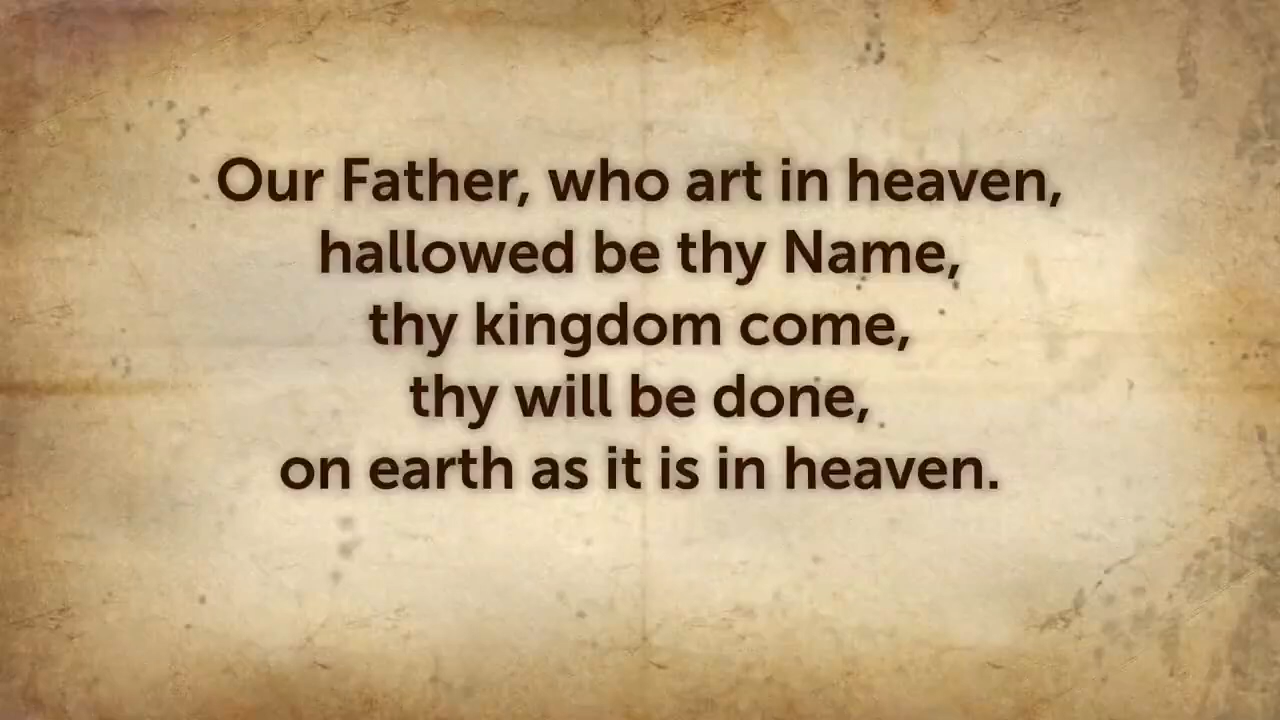 Our Father, who art in heaven,
hallowed be thy Name,
thy kingdom come,
thy will be done,
on earth as it is in heaven.